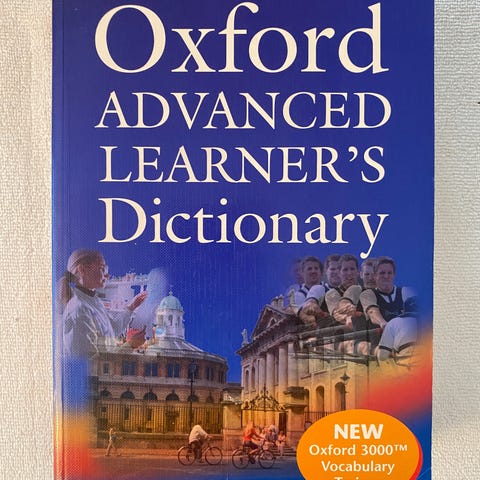 Oxford
ADVANCED
LEARNER'S
Dictionary
NEW
Oxford 3000™
Vocabulary